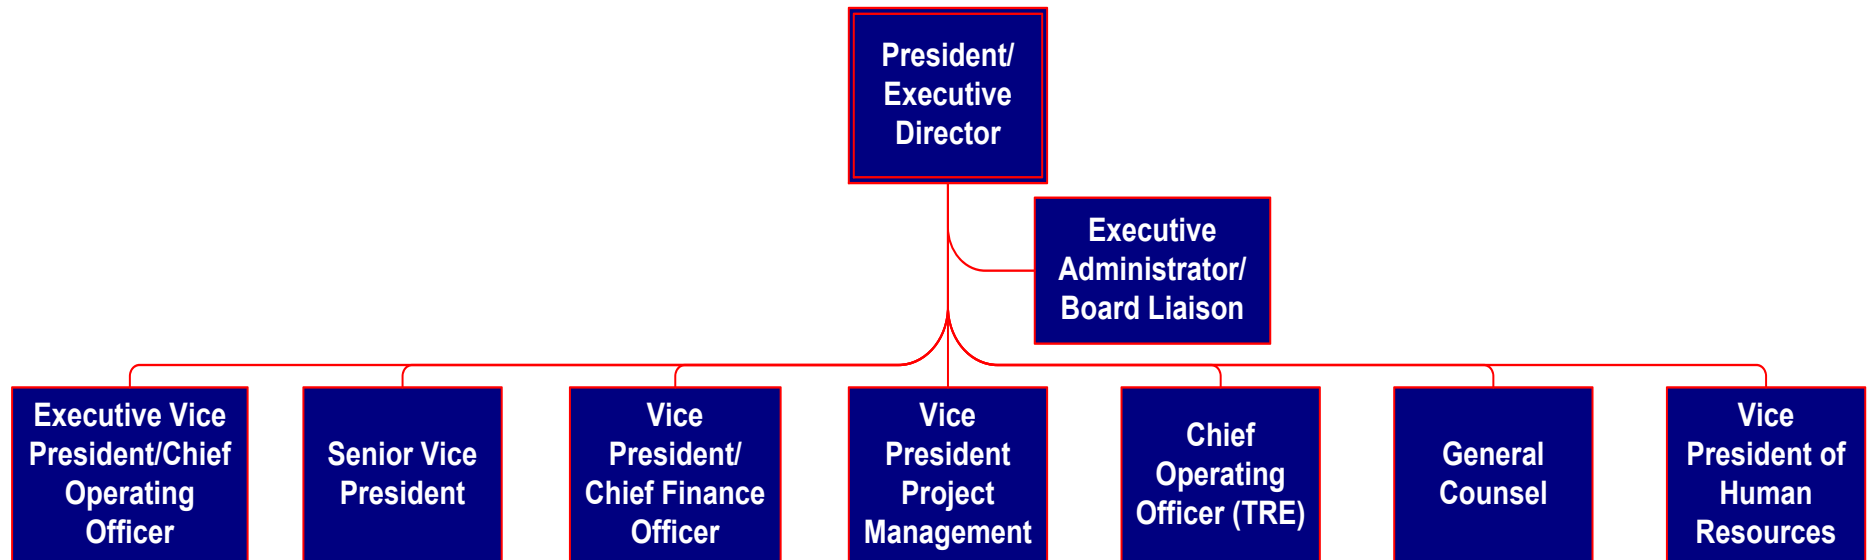 President/
Executive
Director
Executive
Administrator/
Board Liaison
Executive Vice
President/Chief
Operating
Officer
Senior Vice
President
Vice
President/
Chief Finance
Officer
Vice
President
Project
Management
Chief
Operating
Officer (TRE)
General
Counsel
Vice
President of
Human
Resources